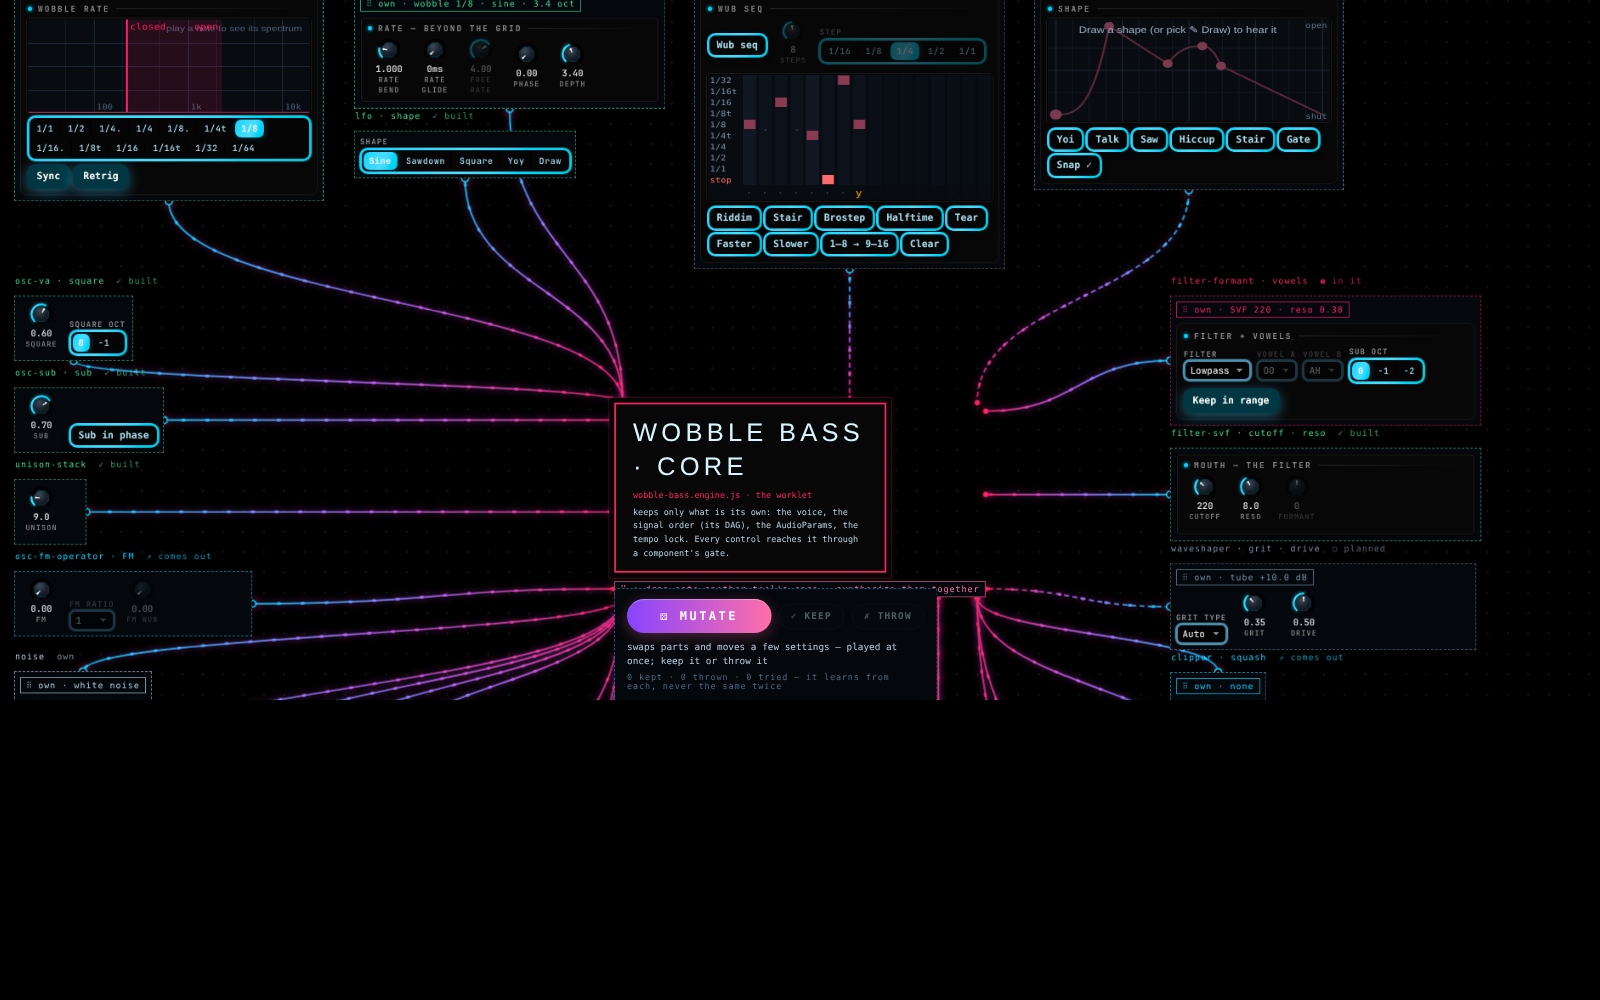 WOBBLE RATE
closed
open
100
1k
10k
1/1 1/2 1/4. 1/4 1/8. 1/4t 1/8
1/16. 1/8t 1/16 1/16t 1/32 1/64
Sync Retrig
⠿ own · wobble 1/8 · sine · 3.4 oct
RATE — BEYOND THE GRID
1.000 0ms 4.00 0.00 3.40
RATE BEND
RATE GLIDE
FREE RATE
PHASE
DEPTH
lfo · shape ✓ built
SHAPE
Sine Sawdown Square Yoy Draw
WUB SEQ
Wub seq
8
STEPS
STEP
1/16 1/8 1/4 1/2 1/1
1/32
1/16t
1/16
1/8t
1/8
1/4t
1/4
1/2
1/1
stop
y
Riddim Stair Brostep Halftime Tear
Faster Slower 1–8 → 9–16 Clear
SHAPE
Draw a shape (or pick ✎ Draw) to hear it
open
shut
Yoi Talk Saw Hiccup Stair Gate
Snap ✓
osc-va · square ✓ built
0.60
SQUARE
SQUARE OCT
0 -1
osc-sub · sub ✓ built
0.70
SUB
Sub in phase
unison-stack ✓ built
9.0
UNISON
osc-fm-operator · FM ↗ comes out
0.00
FM
FM RATIO
1
0.00
FM WUB
noise own
⠿ own · white noise
WOBBLE BASS
· CORE
wobble-bass.engine.js · the worklet
keeps only what is its own: the voice, the
signal order (its DAG), the AudioParams, the
tempo lock. Every control reaches it through
a component's gate.
together
⚄ MUTATE
✓ KEEP
✗ THROW
swaps parts and moves a few settings — played at
once; keep it or throw it
0 kept · 0 thrown · 0 tried — it learns from
each, never the same twice
filter-formant · vowels ● in it
⠿ own · SVF 220 · reso 0.38
FILTER + VOWELS
FILTER VOWEL A VOWEL B SUB OCT
Lowpass OO AH 0 -1 -2
Keep in range
filter-svf · cutoff · reso ✓ built
MOUTH — THE FILTER
220 8.0 0
CUTOFF RESO FORMANT
waveshaper · grit · drive ○ planned
⠿ own · tube +10.0 dB
GRIT TYPE
Auto
0.35
GRIT
0.50
DRIVE
clipper · squash ↗ comes out
⠿ own · none